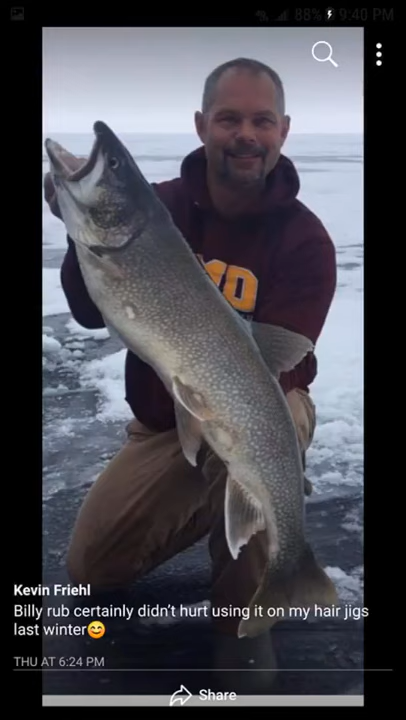 88% 9:40 PM
Kevin Friehl
Billy rub certainly didn't hurt using it on my hair jigs
last winter😊
THU AT 6:24 PM
Share